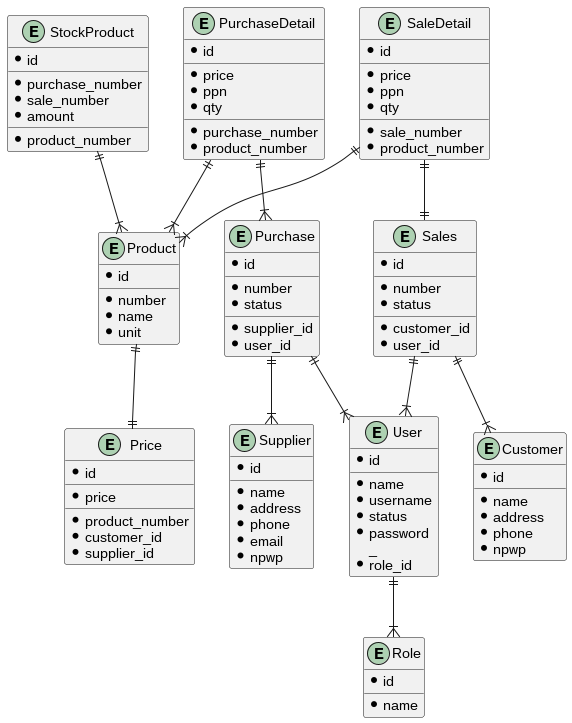 E StockProduct
id
purchase_number
sale_number
amount
product_number
E PurchaseDetail
id
price
ppn
qty
purchase_number
product_number
E SaleDetail
id
price
ppn
qty
sale_number
product_number
E Product
id
number
name
unit
E Purchase
id
number
status
supplier_id
user_id
E Sales
id
number
status
customer_id
user_id
E Price
id
price
product_number
customer_id
supplier_id
E Supplier
id
name
address
phone
email
npwp
E User
id
name
username
status
password
_
role_id
E Customer
id
name
address
phone
npwp
E Role
id
name